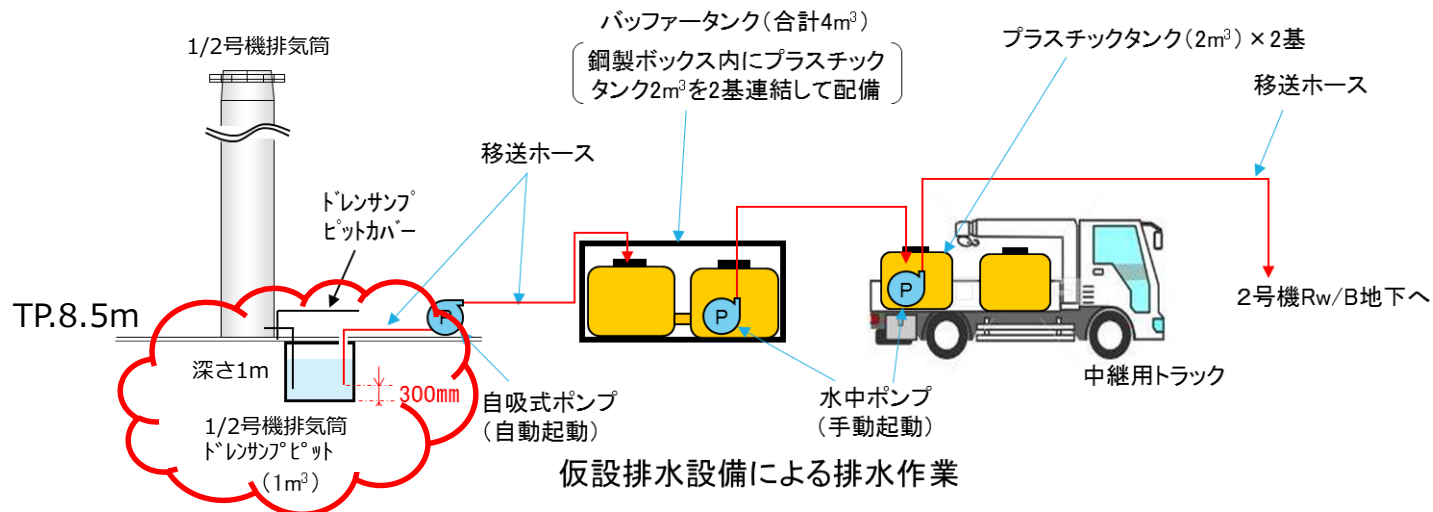 バッファータンク（合計4m³）
鋼製ボックス内にプラスチック
タンク2m³を2基連結して配備
プラスチックタンク（2m³）×2基
移送ホース
1/2号機排気筒
移送ホース
ﾄﾞﾚﾝｻﾝﾌﾟ
ﾋﾟｯﾄｶﾊﾞｰ
TP.8.5m
P
P
P
2号機Rw/B地下へ
深さ1m
300mm
中継用トラック
自吸式ポンプ
（自動起動）
水中ポンプ
（手動起動）
1/2号機排気筒
ﾄﾞﾚﾝｻﾝﾌﾟﾋﾟｯﾄ
（1m³）
仮設排水設備による排水作業